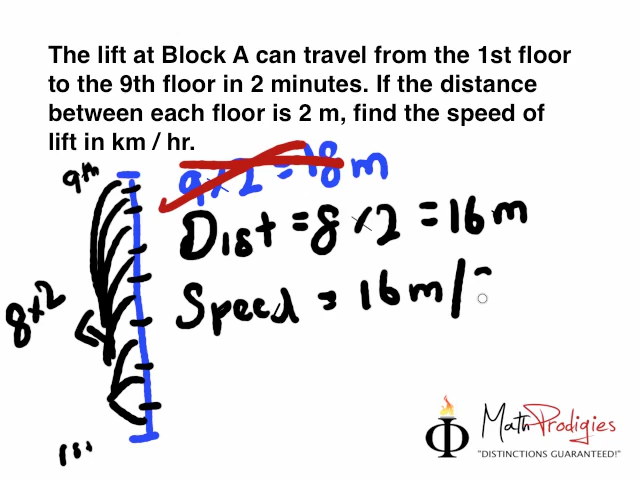 The lift at Block A can travel from the 1st floor
to the 9th floor in 2 minutes. If the distance
between each floor is 2 m, find the speed of
lift in km / hr.
9th
9 x 2 = 18 m
Dist = 8 x 2 = 16 m
8 x 2
Speed = 16 m/
1st
Math Prodigies
"DISTINCTIONS GUARANTEED!"